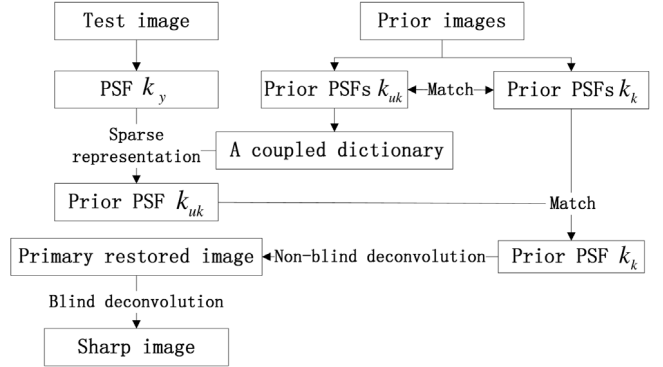 Test image
Prior images
PSF k_y
Prior PSFs k_uk
Match
Prior PSFs k_k
Sparse
representation
A coupled dictionary
Prior PSF k_uk
Match
Primary restored image
Non-blind deconvolution
Prior PSF k_k
Blind deconvolution
Sharp image